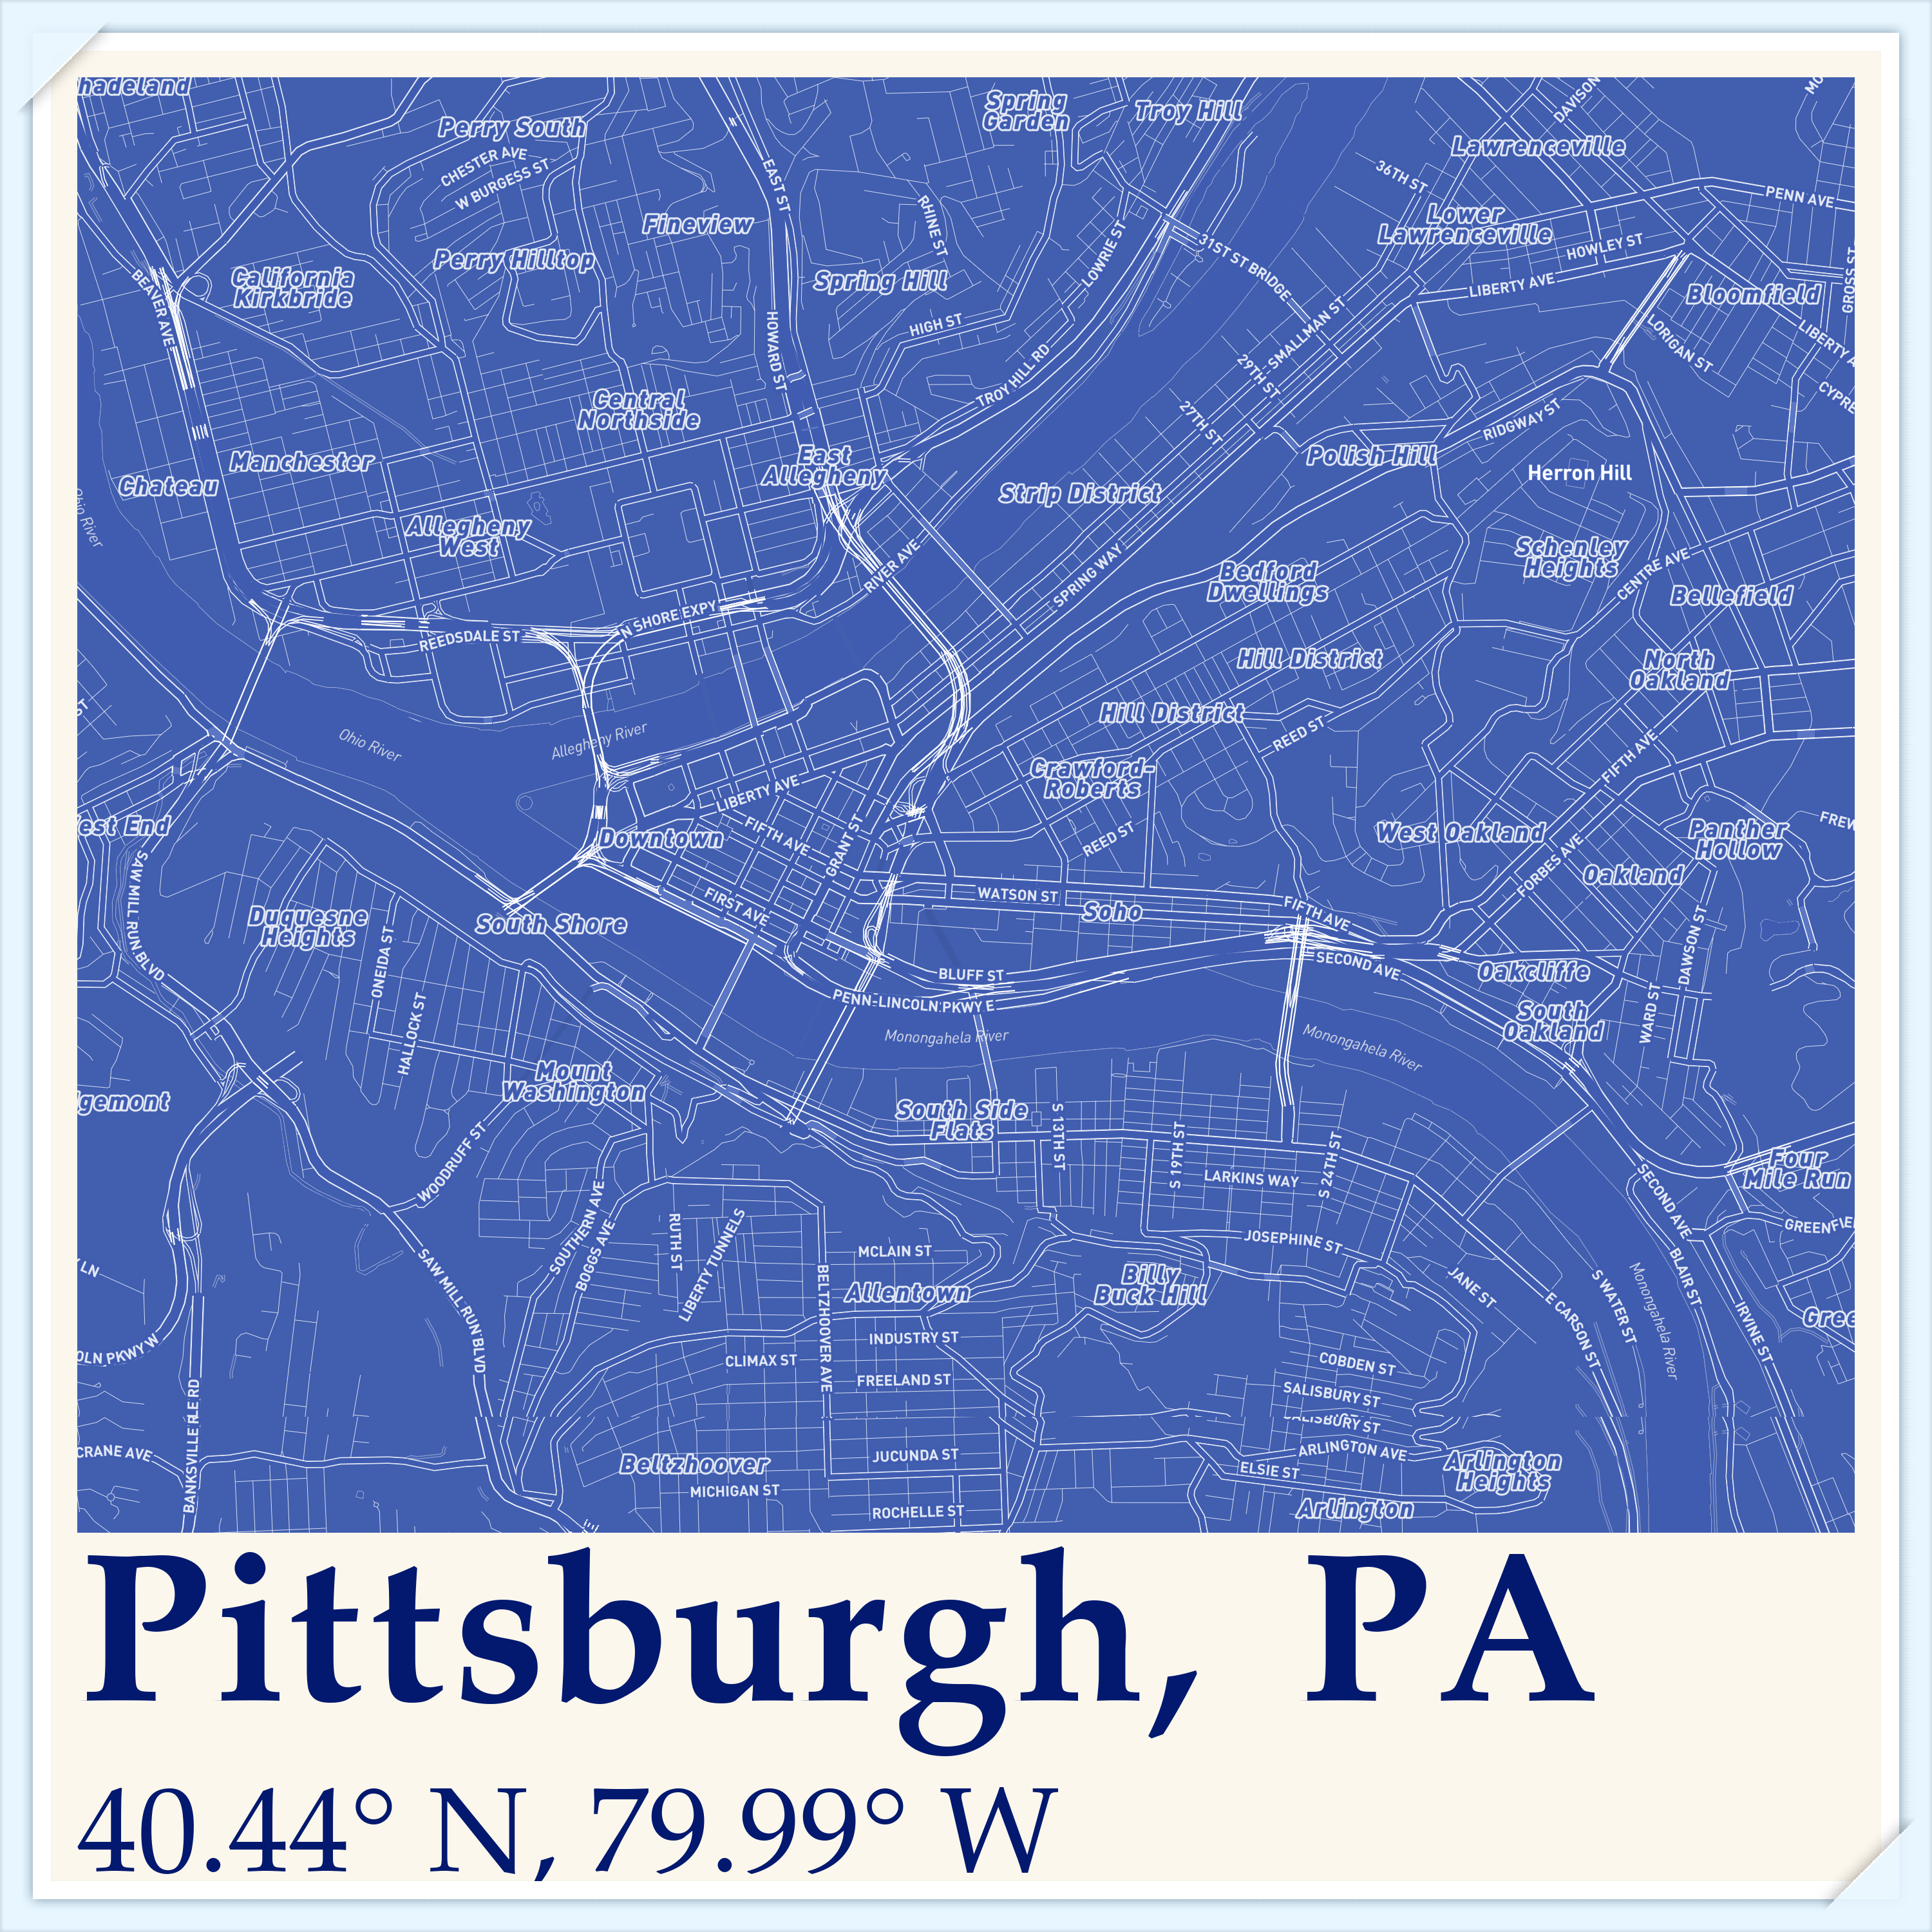 hadeland
Perry South
CHESTER AVE
W BURGESS ST
EAST ST
Spring
Garden
Troy Hill
DAVISON
MO
Lawrenceville
36TH ST
PENN AVE
RHINE ST
Fineview
Lower
Lawrenceville
LOWRIE ST
31ST ST BRIDGE
HOWLEY ST
GROSS ST
Perry Hilltop
California
Kirkbride
Spring Hill
BEAVER AVE
LIBERTY AVE
Bloomfield
HOWARD ST
HIGH ST
SMALLMAN ST
LORIGAN ST
LIBERTY A
TROY HILL RD
29TH ST
CYPRE
Central
Northside
27TH ST
RIDGWAY ST
Manchester
East
Allegheny
Polish Hill
Herron Hill
Chateau
Strip District
Ohio River
Allegheny
West
RIVER AVE
SPRING WAY
Schenley
Heights
CENTRE AVE
Bedford
Dwellings
Bellefield
N SHORE EXPY
REEDSDALE ST
Hill District
North
Oakland
ST
Hill District
REED ST
Ohio River
Allegheny River
FIFTH AVE
Crawford-
Roberts
LIBERTY AVE
est End
Downtown
FIFTH AVE
GRANT ST
REED ST
West Oakland
Panther
Hollow
FREW
SAW MILL RUN BLVD
FORBES AVE
Oakland
Duquesne
Heights
South Shore
FIRST AVE
WATSON ST
Soho
FIFTH AVE
ONEIDA ST
DAWSON ST
BLUFF ST
SECOND AVE
Oakcliffe
HALLOCK ST
PENN-LINCOLN PKWY E
South
Oakland
WARD ST
Monongahela River
Monongahela River
Mount
Washington
gemont
South Side
Flats
S 13TH ST
S 19TH ST
S 24TH ST
WOODRUFF ST
LARKINS WAY
Four
Mile Run
SECOND AVE
SOUTHERN AVE
BOGGS AVE
RUTH ST
LIBERTY TUNNELS
MCLAIN ST
JOSEPHINE ST
GREENFIE
LN
SAW MILL RUN BLVD
BELTZHOOVER AVE
Allentown
Billy
Buck Hill
JANE ST
S WATER ST
Monongahela River
BLAIR ST
E CARSON ST
IRVINE ST
Gree
OLN PKWY W
INDUSTRY ST
CLIMAX ST
FREELAND ST
COBDEN ST
SALISBURY ST
SALISBURY ST
BANKSVILLE RD
CRANE AVE
Beltzhoover
JUCUNDA ST
ARLINGTON AVE
ELSIE ST
Arlington
Heights
MICHIGAN ST
ROCHELLE ST
Arlington
Pittsburgh, PA
40.44° N, 79.99° W